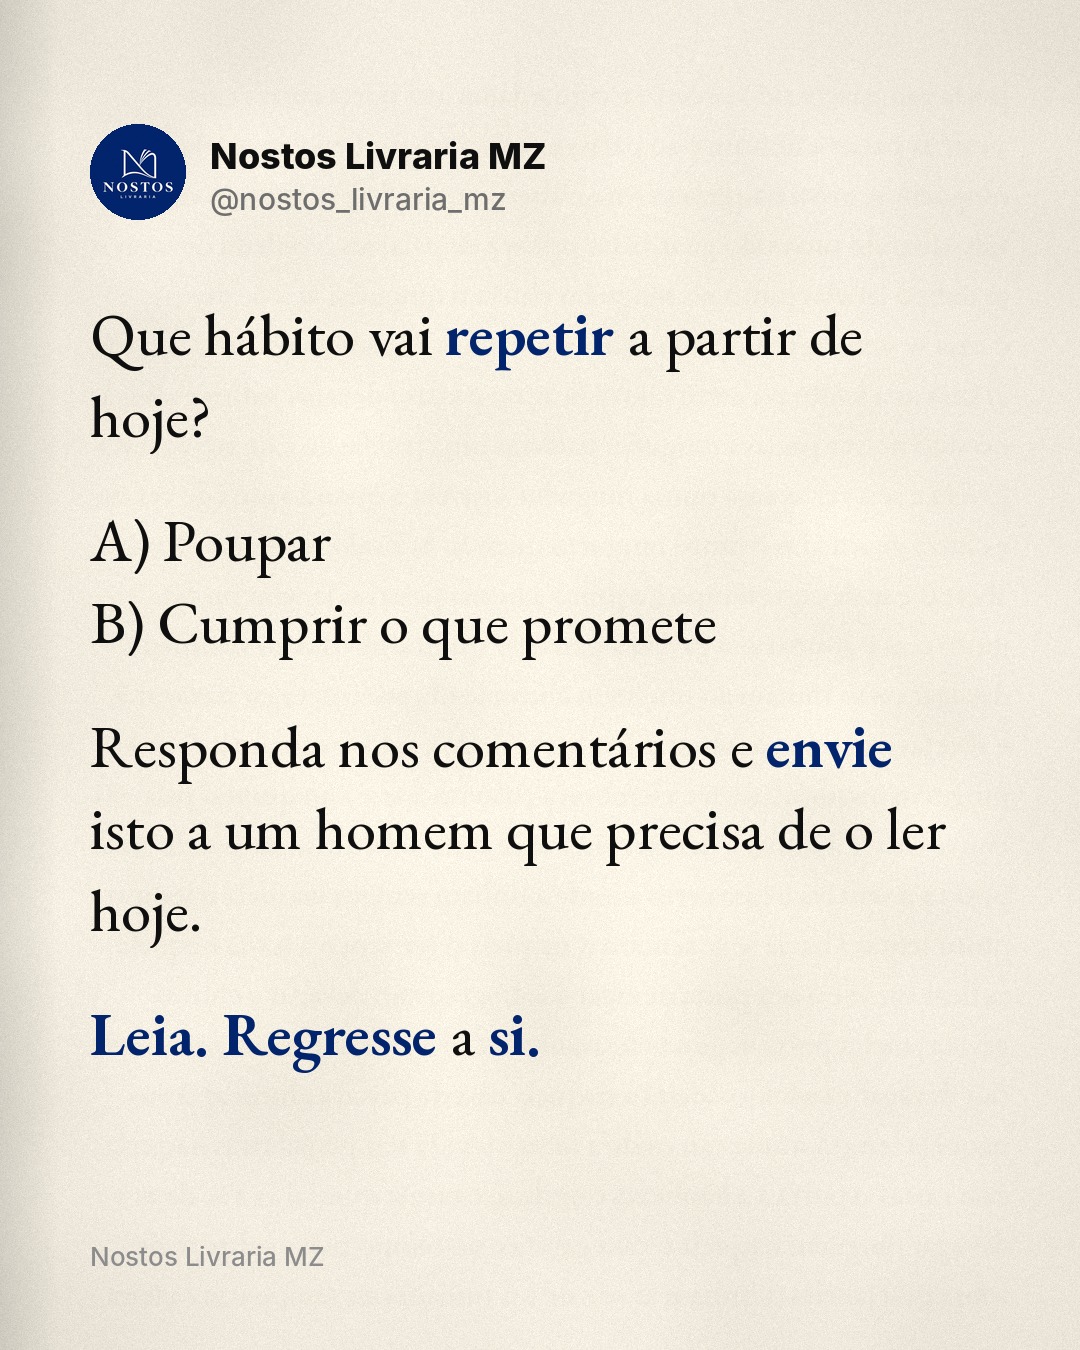 NOSTOS
LIVRARIA
Nostos Livraria MZ
@nostos_livraria_mz
Que hábito vai repetir a partir de
hoje?
A) Poupar
B) Cumprir o que promete
Responda nos comentários e envie
isto a um homem que precisa de o ler
hoje.
Leia. Regresse a si.
Nostos Livraria MZ